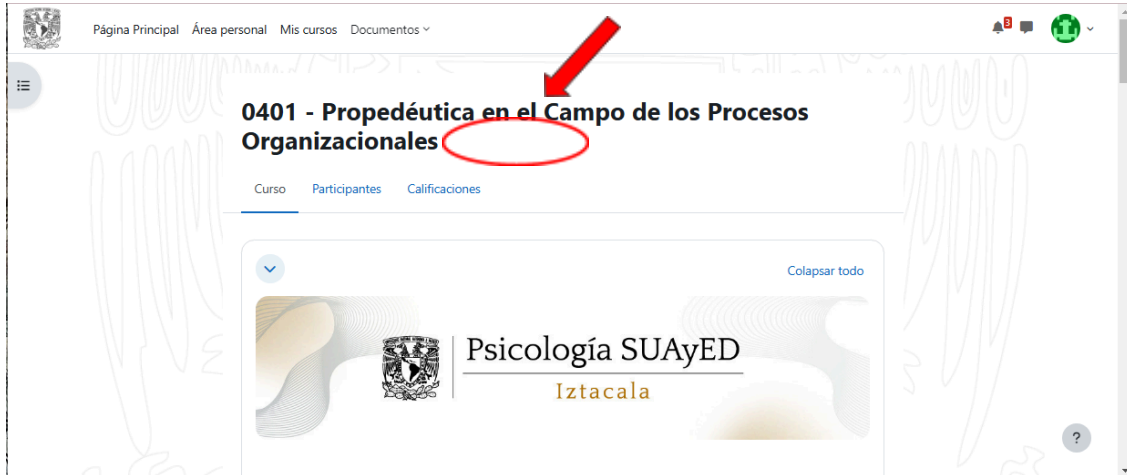 Página Principal Área personal Mis cursos Documentos
3
0401 - Propedéutica en el Campo de los Procesos
Organizacionales
Curso Participantes Calificaciones
Colapsar todo
Psicología SUAyED
Iztacala
?